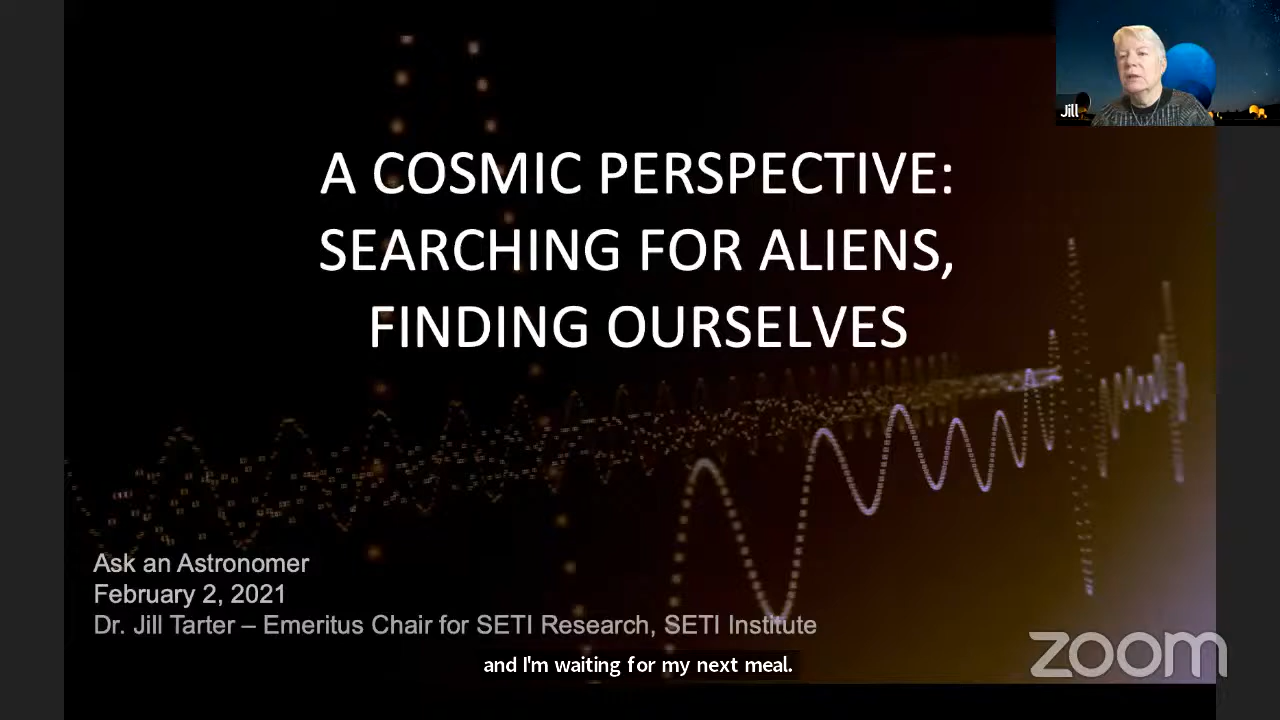 Jill
A COSMIC PERSPECTIVE:
SEARCHING FOR ALIENS,
FINDING OURSELVES
Ask an Astronomer
February 2, 2021
Dr. Jill Tarter – Emeritus Chair for SETI Research, SETI Institute
and I'm waiting for my next meal.
zoom